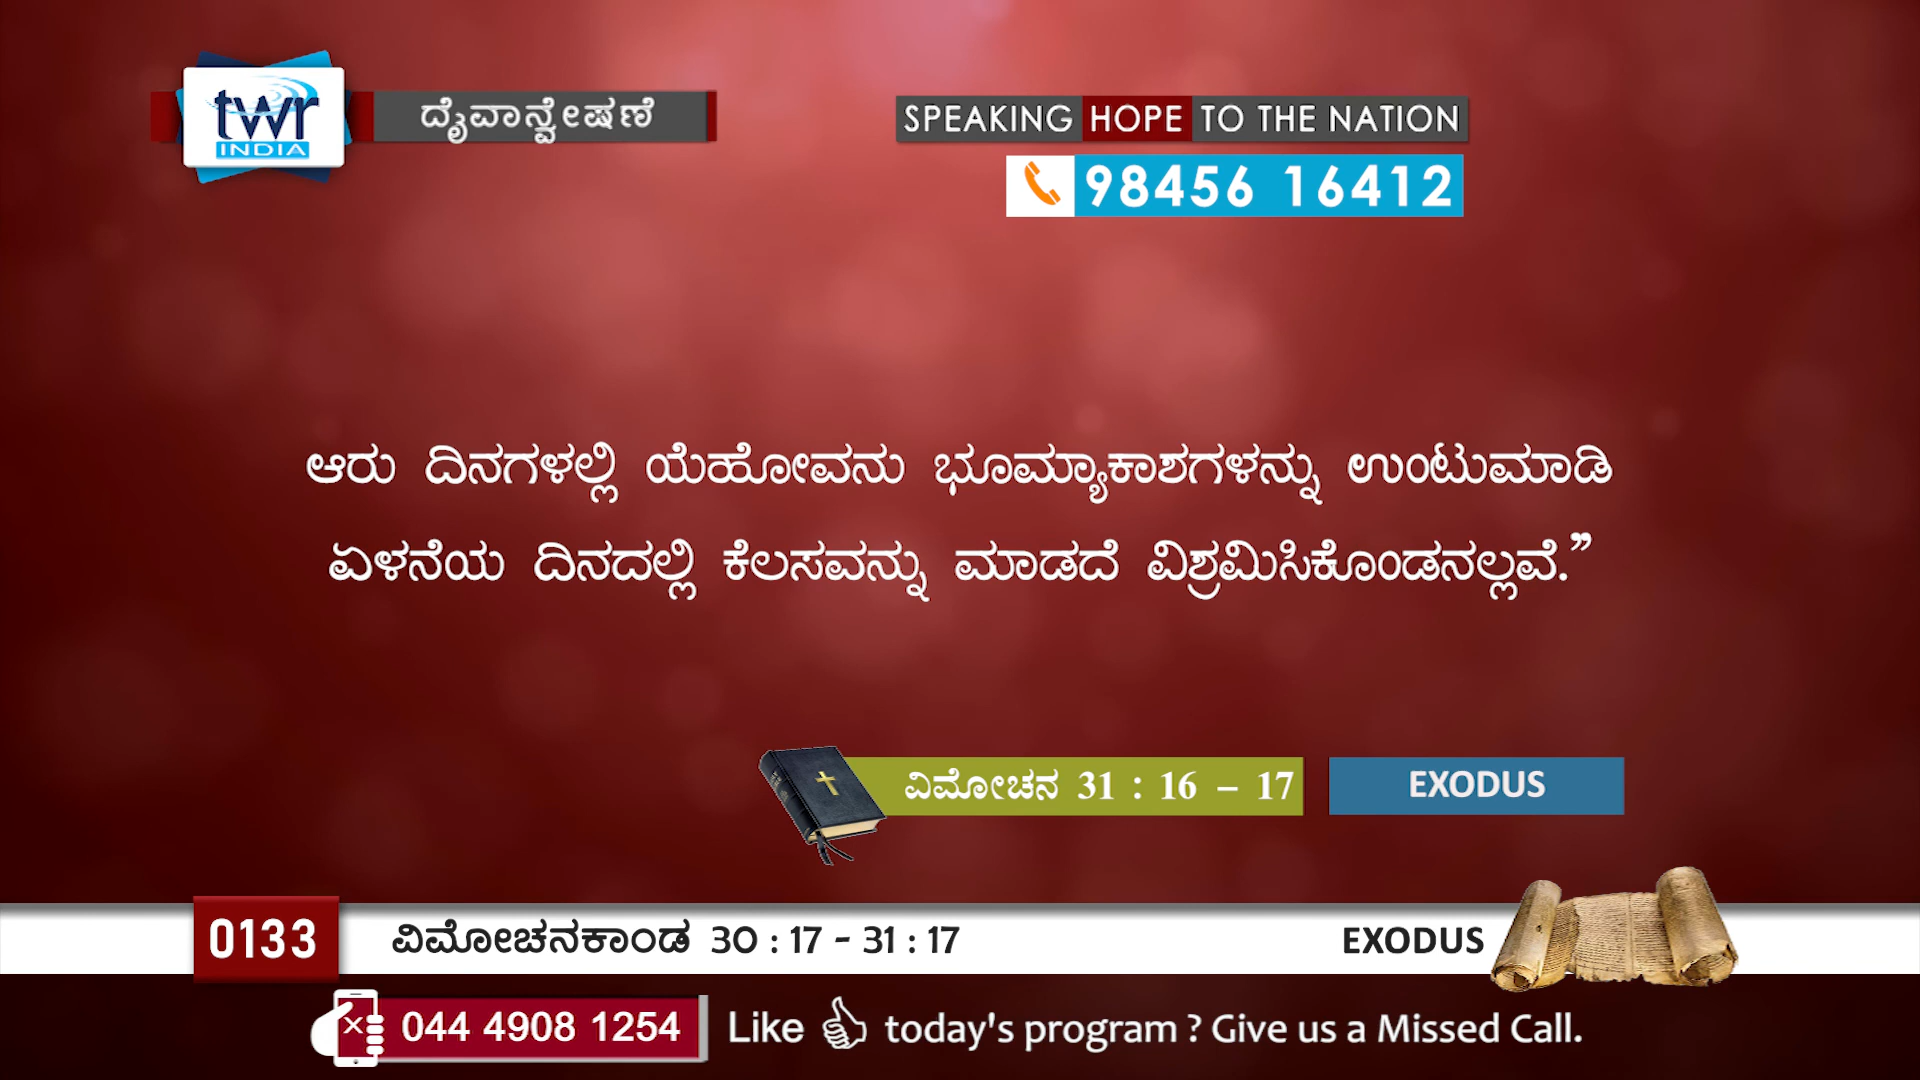 twr
INDIA
ದೈವಾನ್ವೇಷಣೆ
SPEAKING HOPE TO THE NATION
98456 16412
ಆರು ದಿನಗಳಲ್ಲಿ ಯೆಹೋವನು ಭೂಮ್ಯಾಕಾಶಗಳನ್ನು ಉಂಟುಮಾಡಿ
ಏಳನೆಯ ದಿನದಲ್ಲಿ ಕೆಲಸವನ್ನು ಮಾಡದೆ ವಿಶ್ರಮಿಸಿಕೊಂಡನಲ್ಲವೆ.”
ವಿಮೋಚನ 31 : 16 – 17
EXODUS
0133
ವಿಮೋಚನಕಾಂಡ 30 : 17 - 31 : 17
EXODUS
044 4908 1254
Like today's program ? Give us a Missed Call.